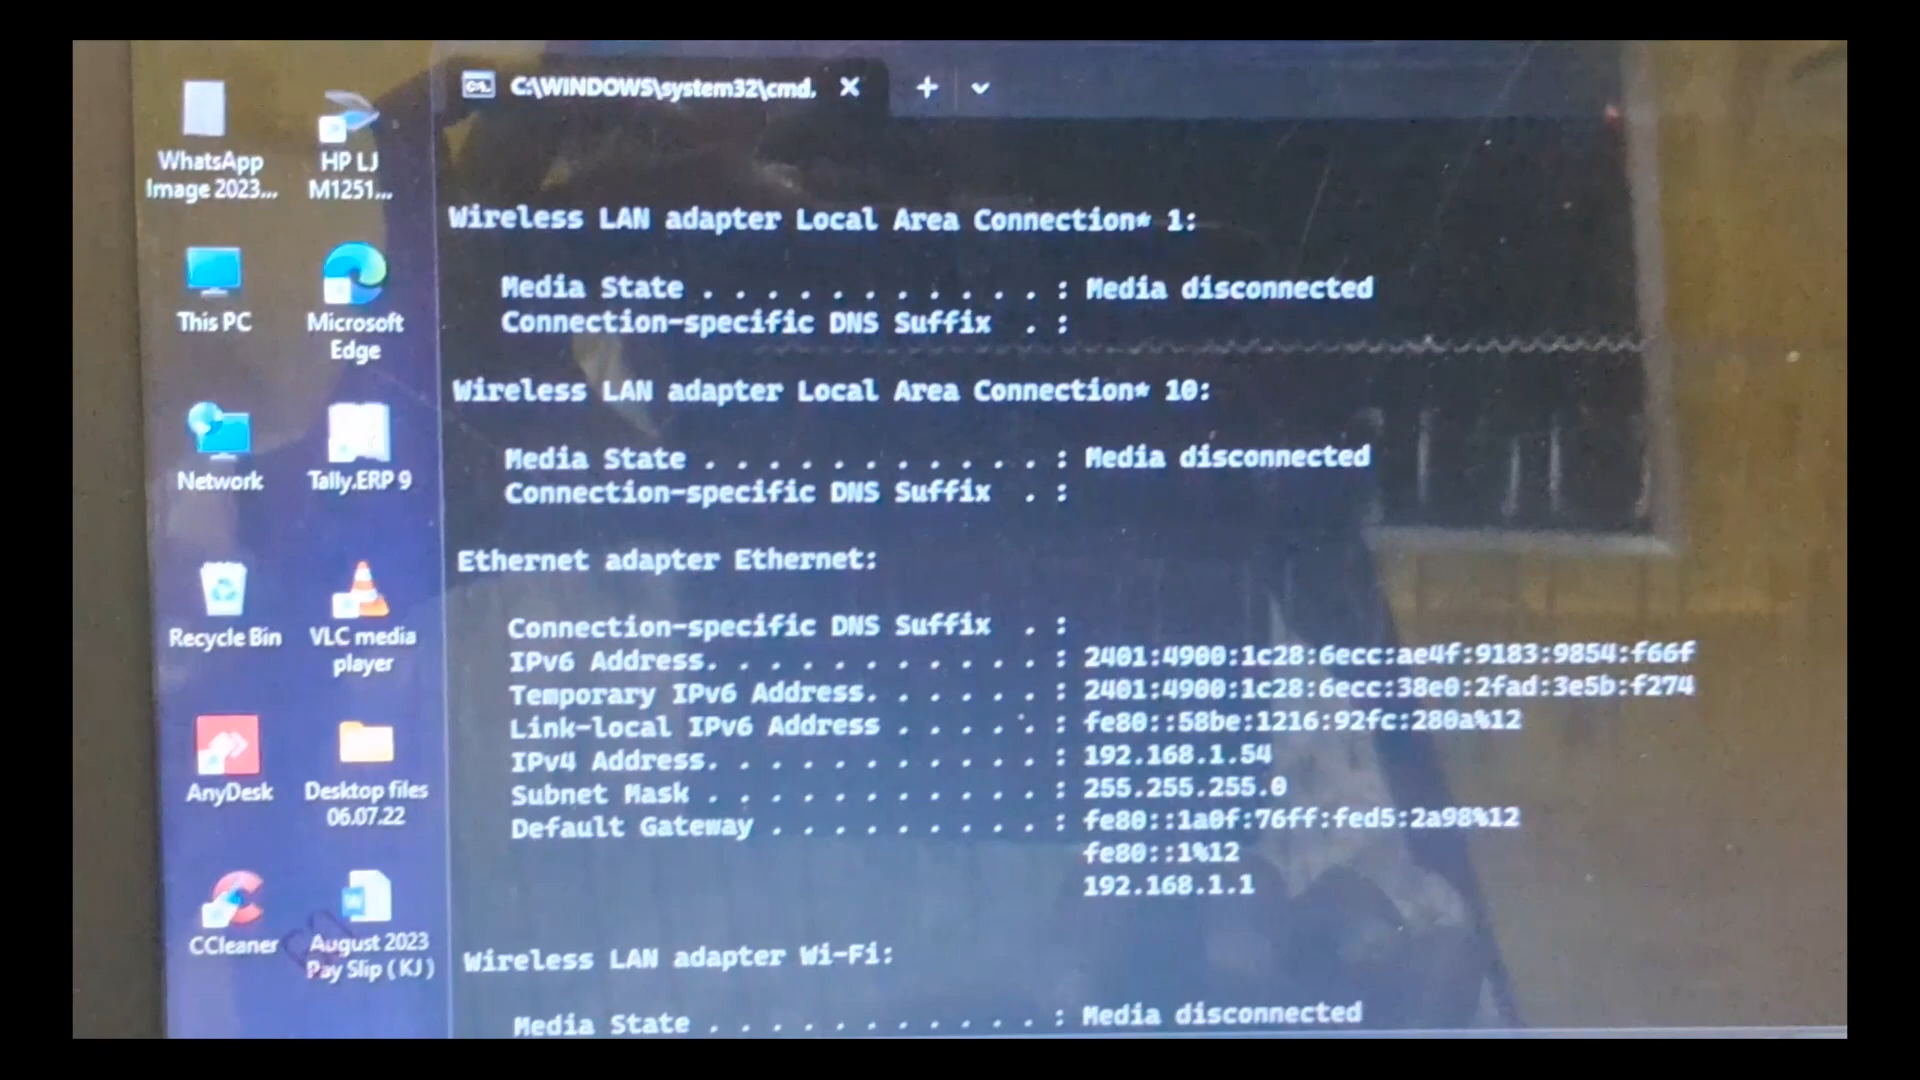 C:\WINDOWS\system32\cmd.
WhatsApp
Image 2023...
HP LJ
M1251...
This PC
Microsoft
Edge
Network
Tally.ERP 9
Recycle Bin
VLC media
player
AnyDesk
Desktop files
06.07.22
CCleaner
August 2023
Pay Slip ( KJ )
Wireless LAN adapter Local Area Connection* 1:
Media State . . . . . . . . . . . : Media disconnected
Connection-specific DNS Suffix . :
Wireless LAN adapter Local Area Connection* 10:
Media State . . . . . . . . . . . : Media disconnected
Connection-specific DNS Suffix . :
Ethernet adapter Ethernet:
Connection-specific DNS Suffix . :
IPv6 Address. . . . . . . . . . . : 2401:4900:1c28:6ecc:ae4f:9183:9854:f66f
Temporary IPv6 Address. . . . . . : 2401:4900:1c28:6ecc:38e0:2fad:3e5b:f274
Link-local IPv6 Address . . . . . : fe80::58be:1216:92fc:280a%12
IPv4 Address. . . . . . . . . . . : 192.168.1.54
Subnet Mask . . . . . . . . . . . : 255.255.255.0
Default Gateway . . . . . . . . . : fe80::1a0f:76ff:fed5:2a98%12
fe80::1%12
192.168.1.1
Wireless LAN adapter Wi-Fi:
Media State . . . . . . . . . . . : Media disconnected